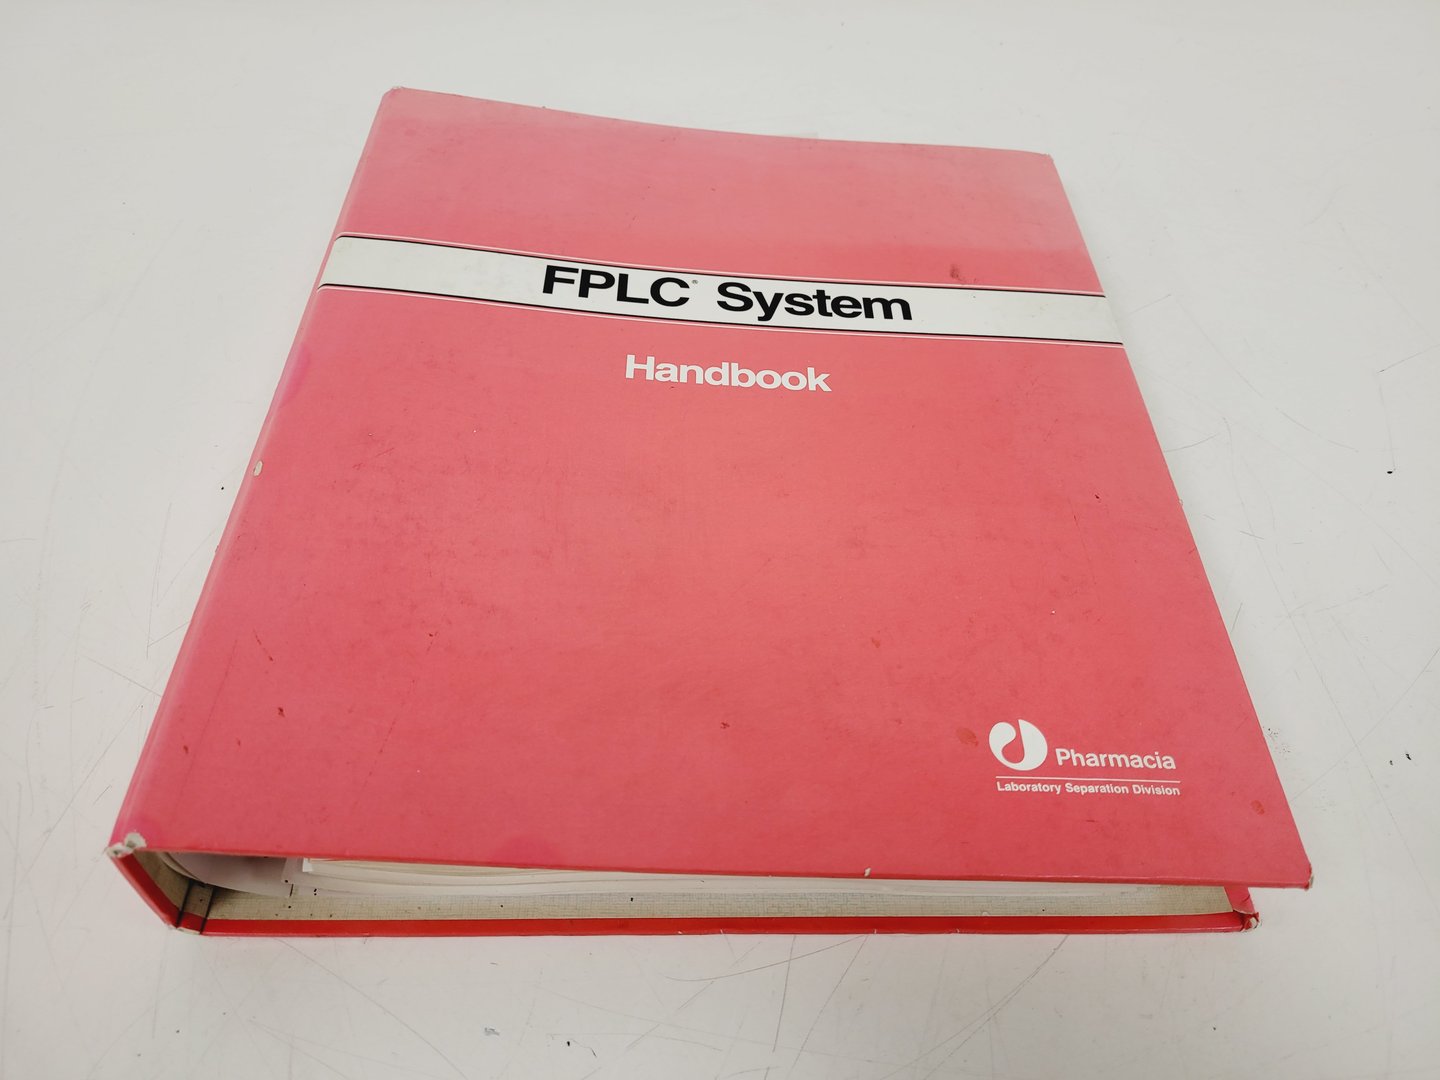 FPLC® System
Handbook
Pharmacia
Laboratory Separation Division